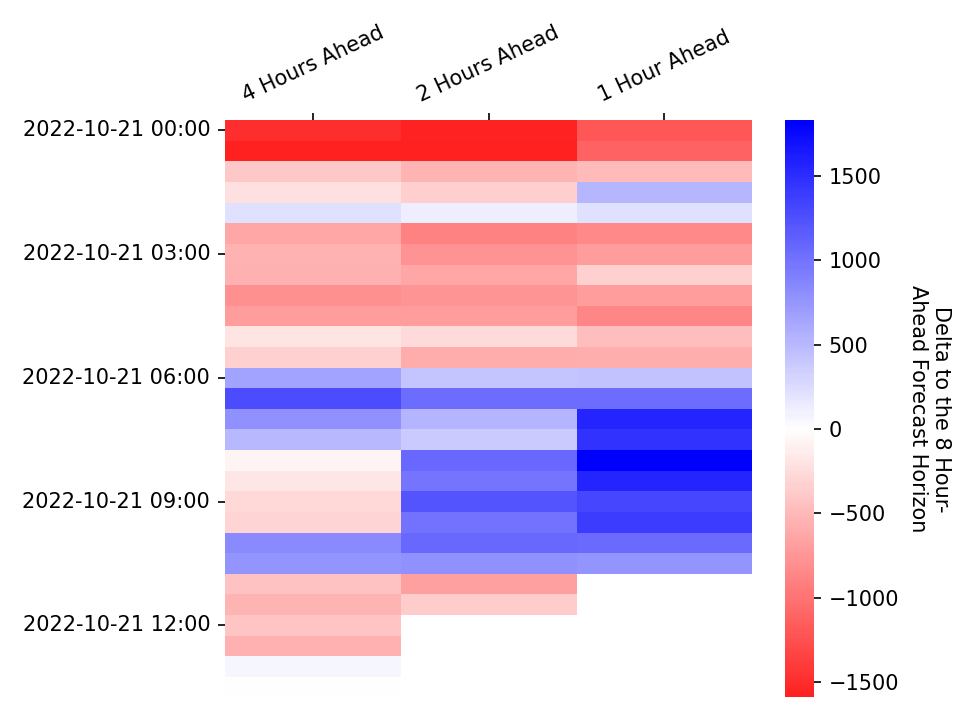 4 Hours Ahead
2 Hours Ahead
1 Hour Ahead
2022-10-21 00:00
2022-10-21 03:00
2022-10-21 06:00
2022-10-21 09:00
2022-10-21 12:00
1500
1000
500
0
−500
−1000
−1500
Delta to the 8 Hour-
Ahead Forecast Horizon